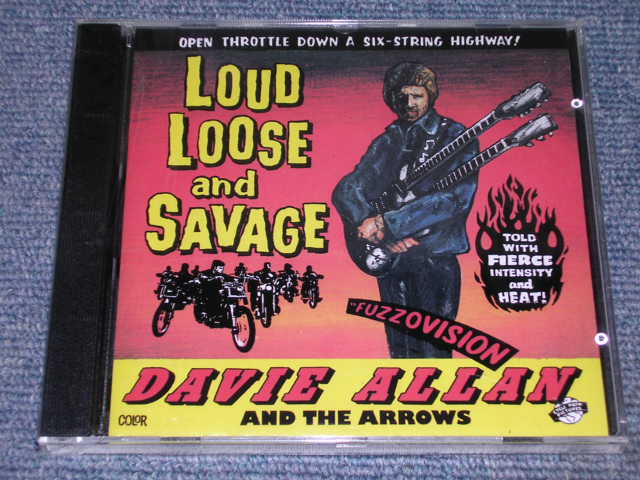 OPEN THROTTLE DOWN A SIX-STRING HIGHWAY!
LOUD
LOOSE
and
SAVAGE
TOLD
WITH
FIERCE
INTENSITY
and
HEAT!
IN FUZZOVISION
DAVIE ALLAN
AND THE ARROWS
COLOR